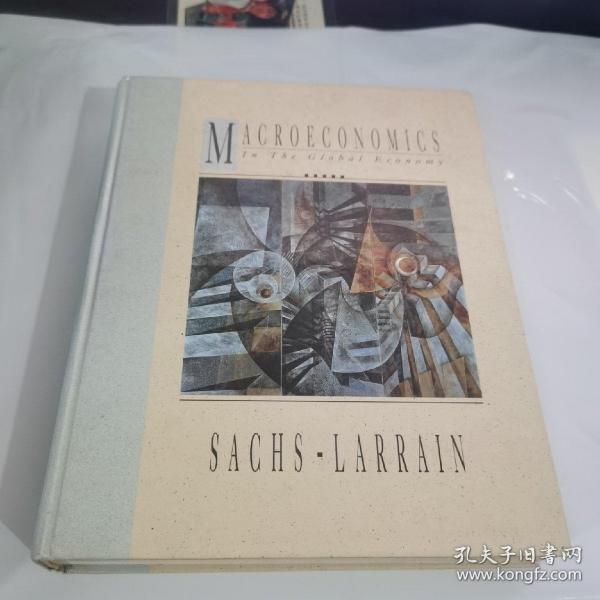 MACROECONOMICS
In The Global Economy
SACHS - LARRAIN
孔夫子旧书网
www.kongfz.com